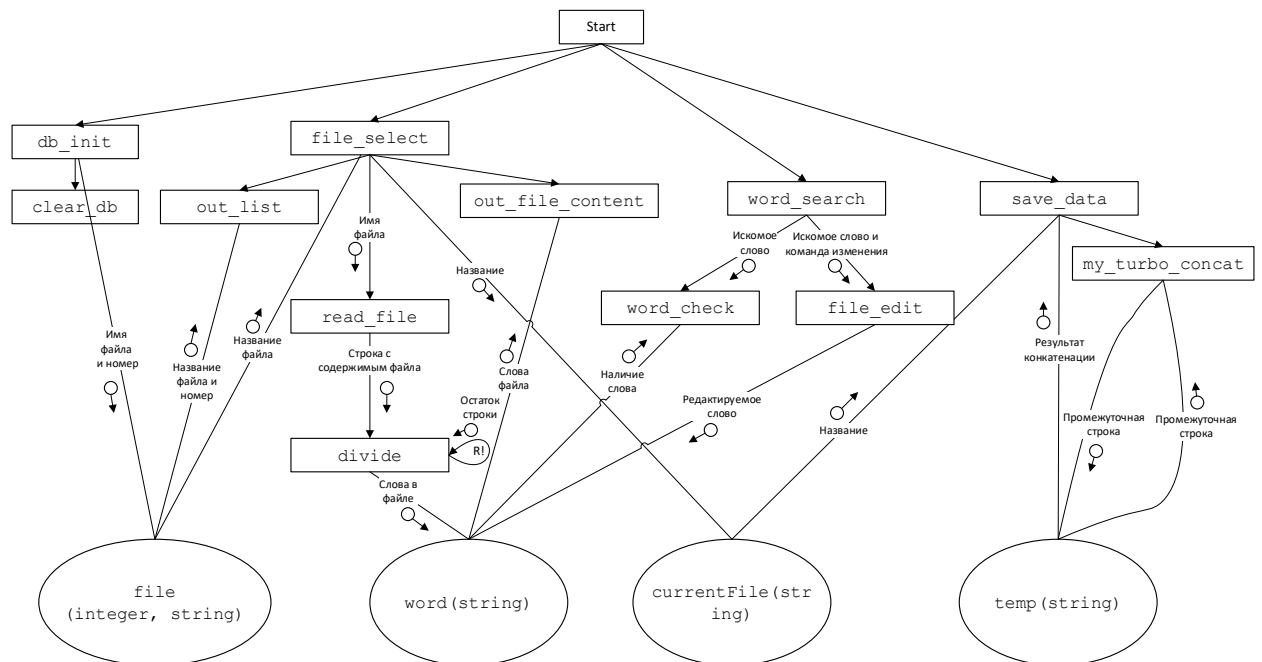 Start
db_init
file_select
clear_db
out_list
out_file_content
word_search
save_data
Имя
файла
Название
Искомое
слово
Искомое слово и
команда изменения
my_turbo_concat
read_file
word_check
file_edit
Имя
файла
и номер
Название
файла и
номер
Название
файла
Строка с
содержимым файла
Слова
файла
Наличие
слова
Результат
конкатенации
Остаток
строки
Редактируемое
слово
Название
Промежуточная
строка
Промежуточная
строка
divide
R!
Слова в
файле
file
(integer, string)
word(string)
currentFile(str
ing)
temp(string)